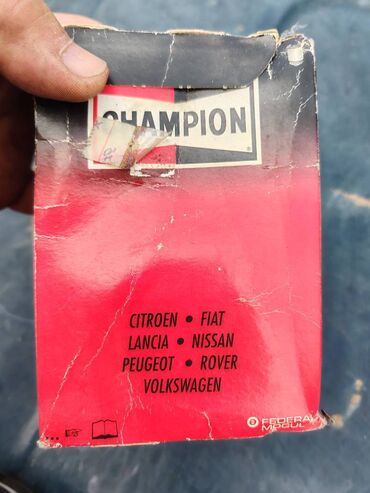 CHAMPION
CITROEN • FIAT
LANCIA • NISSAN
PEUGEOT • ROVER
VOLKSWAGEN
FEDERAL
MOGUL